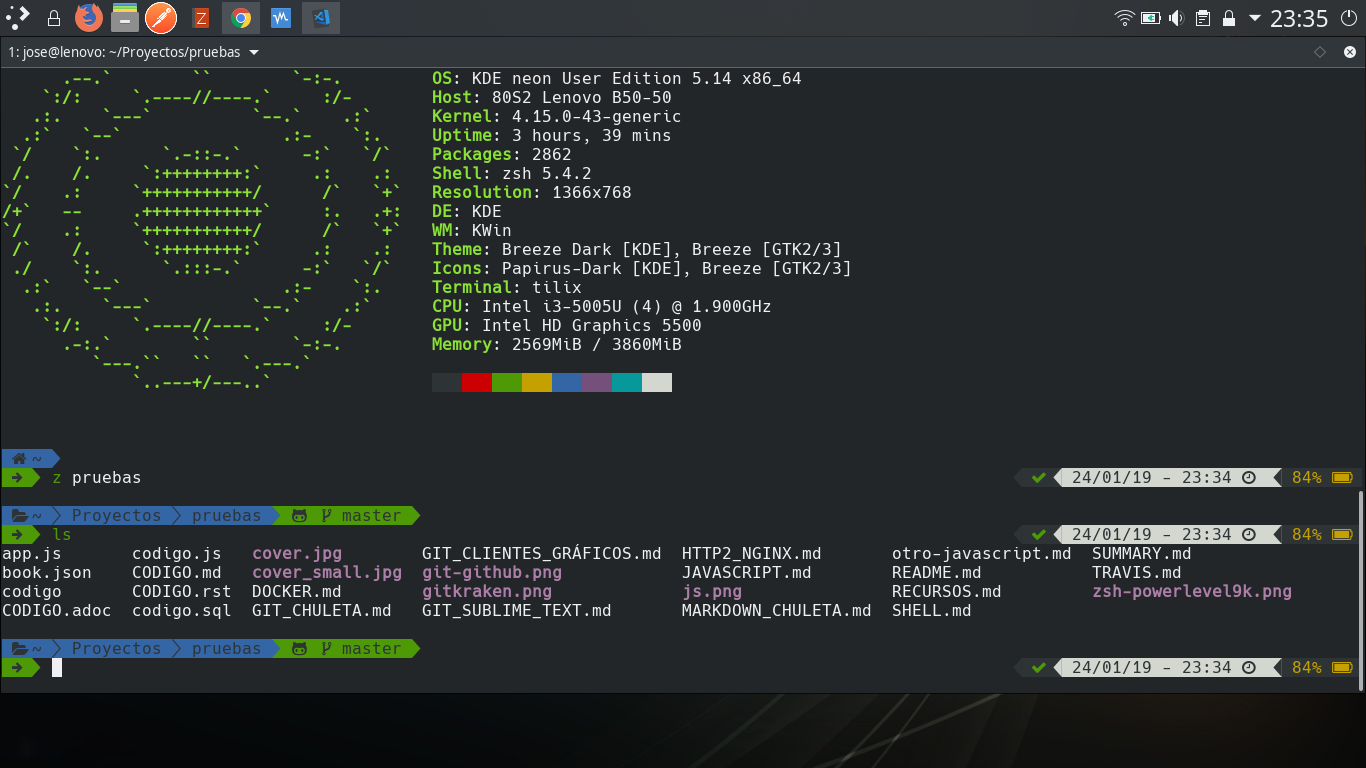 23:35
1: jose@lenovo: ~/Proyectos/pruebas
OS: KDE neon User Edition 5.14 x86_64
Host: 80S2 Lenovo B50-50
Kernel: 4.15.0-43-generic
Uptime: 3 hours, 39 mins
Packages: 2862
Shell: zsh 5.4.2
Resolution: 1366x768
DE: KDE
WM: KWin
Theme: Breeze Dark [KDE], Breeze [GTK2/3]
Icons: Papirus-Dark [KDE], Breeze [GTK2/3]
Terminal: tilix
CPU: Intel i3-5005U (4) @ 1.900GHz
GPU: Intel HD Graphics 5500
Memory: 2569MiB / 3860MiB
~
z pruebas 24/01/19 - 23:34 84%
~ Proyectos pruebas master
ls 24/01/19 - 23:34 84%
app.js codigo.js cover.jpg GIT_CLIENTES_GRÁFICOS.md HTTP2_NGINX.md otro-javascript.md SUMMARY.md
book.json CODIGO.md cover_small.jpg git-github.png JAVASCRIPT.md README.md TRAVIS.md
codigo CODIGO.rst DOCKER.md gitkraken.png js.png RECURSOS.md zsh-powerlevel9k.png
CODIGO.adoc codigo.sql GIT_CHULETA.md GIT_SUBLIME_TEXT.md MARKDOWN_CHULETA.md SHELL.md
~ Proyectos pruebas master
24/01/19 - 23:34 84%